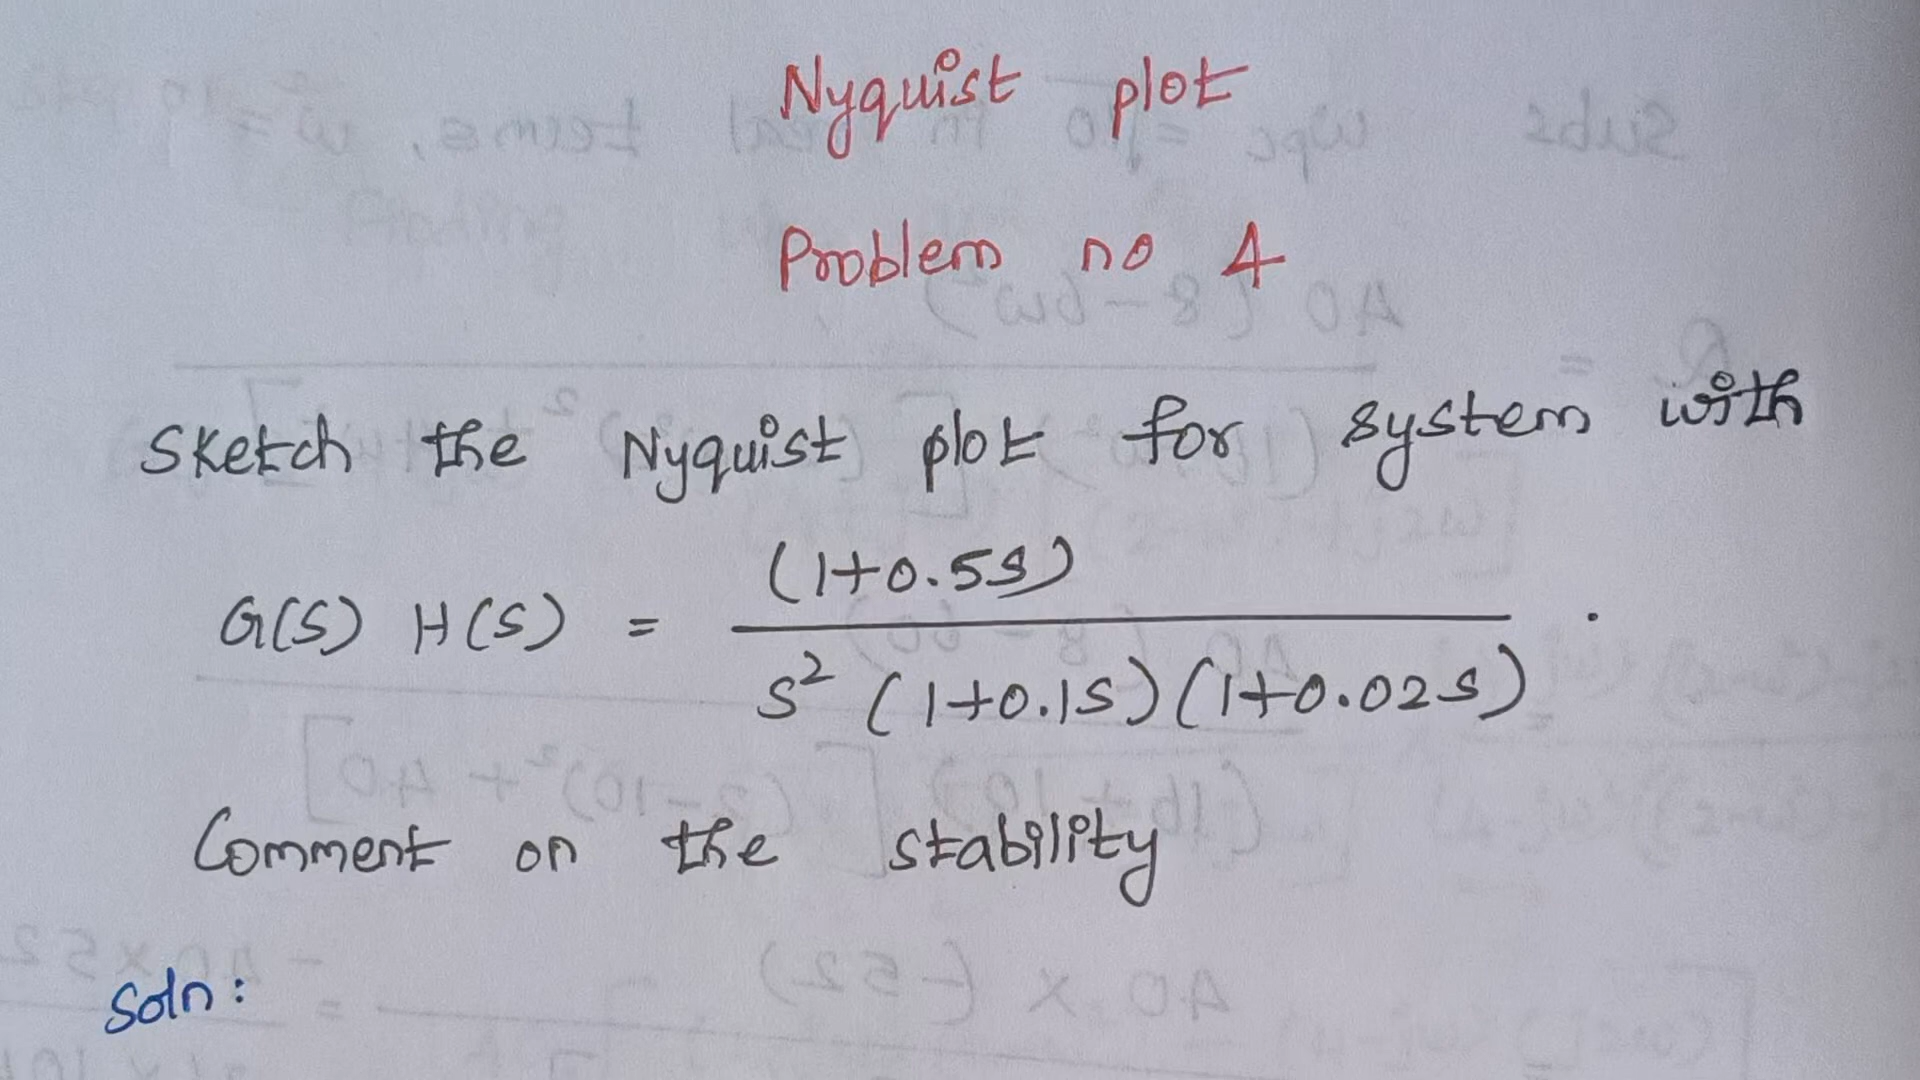 Nyquist plot
Problem no 4
Sketch the Nyquist plot for system with
G(S) H(S) = (1+0.5S) / S² (1+0.1S)(1+0.02S) .
Comment on the stability
Soln: